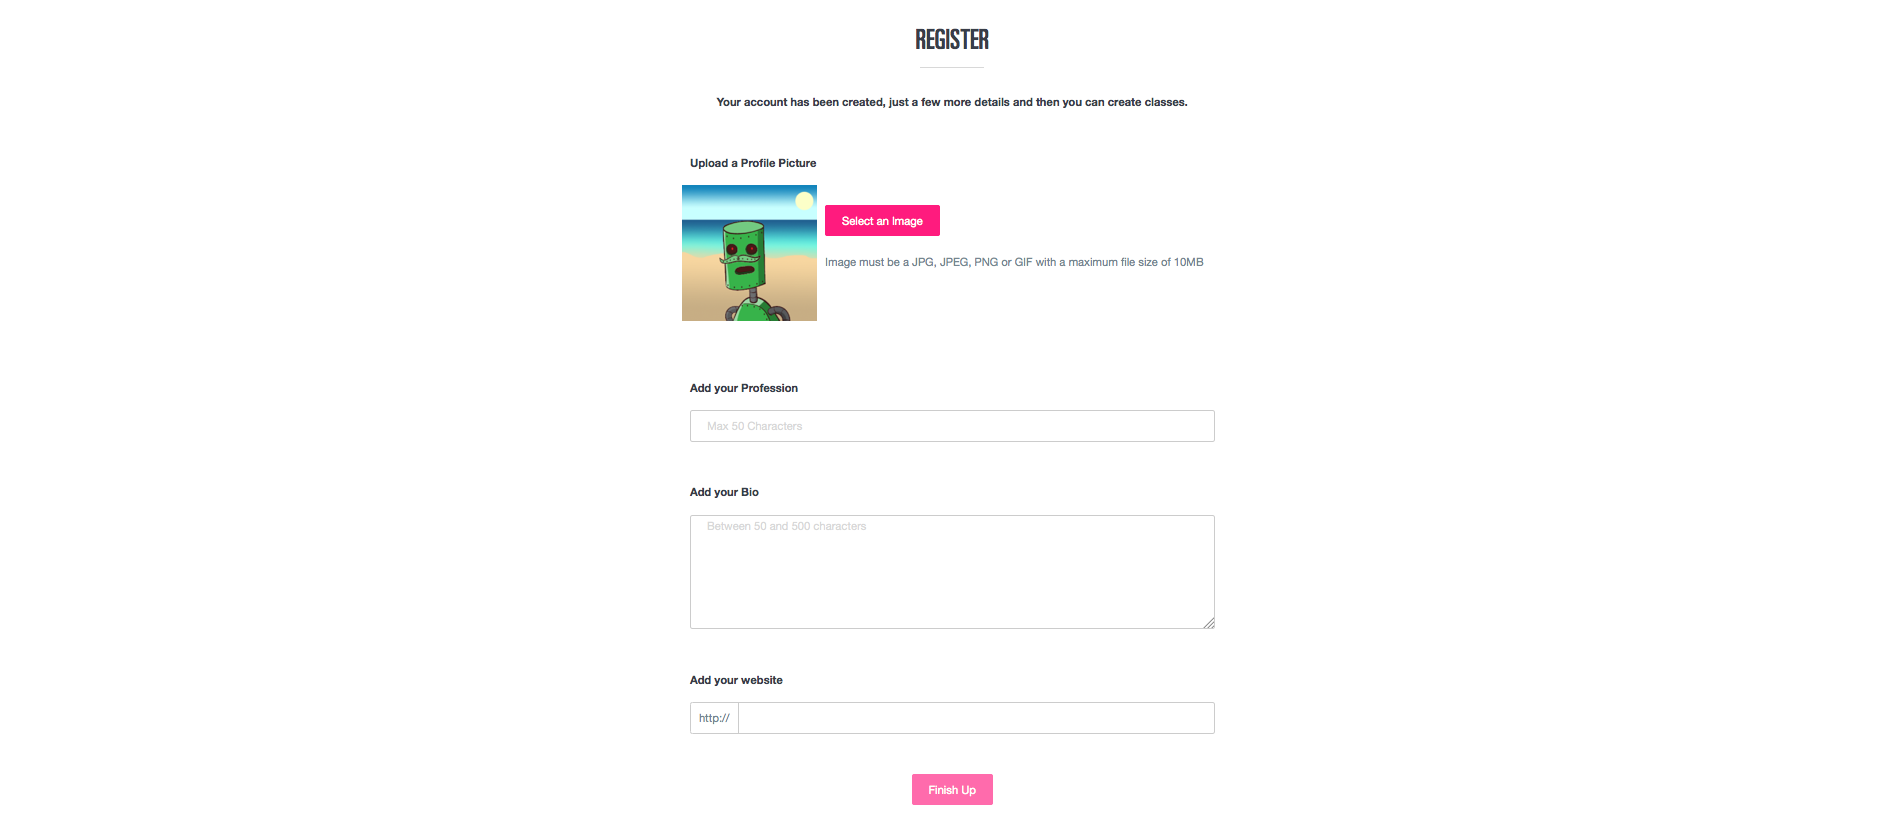 REGISTER
Your account has been created, just a few more details and then you can create classes.
Upload a Profile Picture
Select an Image
Image must be a JPG, JPEG, PNG or GIF with a maximum file size of 10MB
Add your Profession
Max 50 Characters
Add your Bio
Between 50 and 500 characters
Add your website
http://
Finish Up